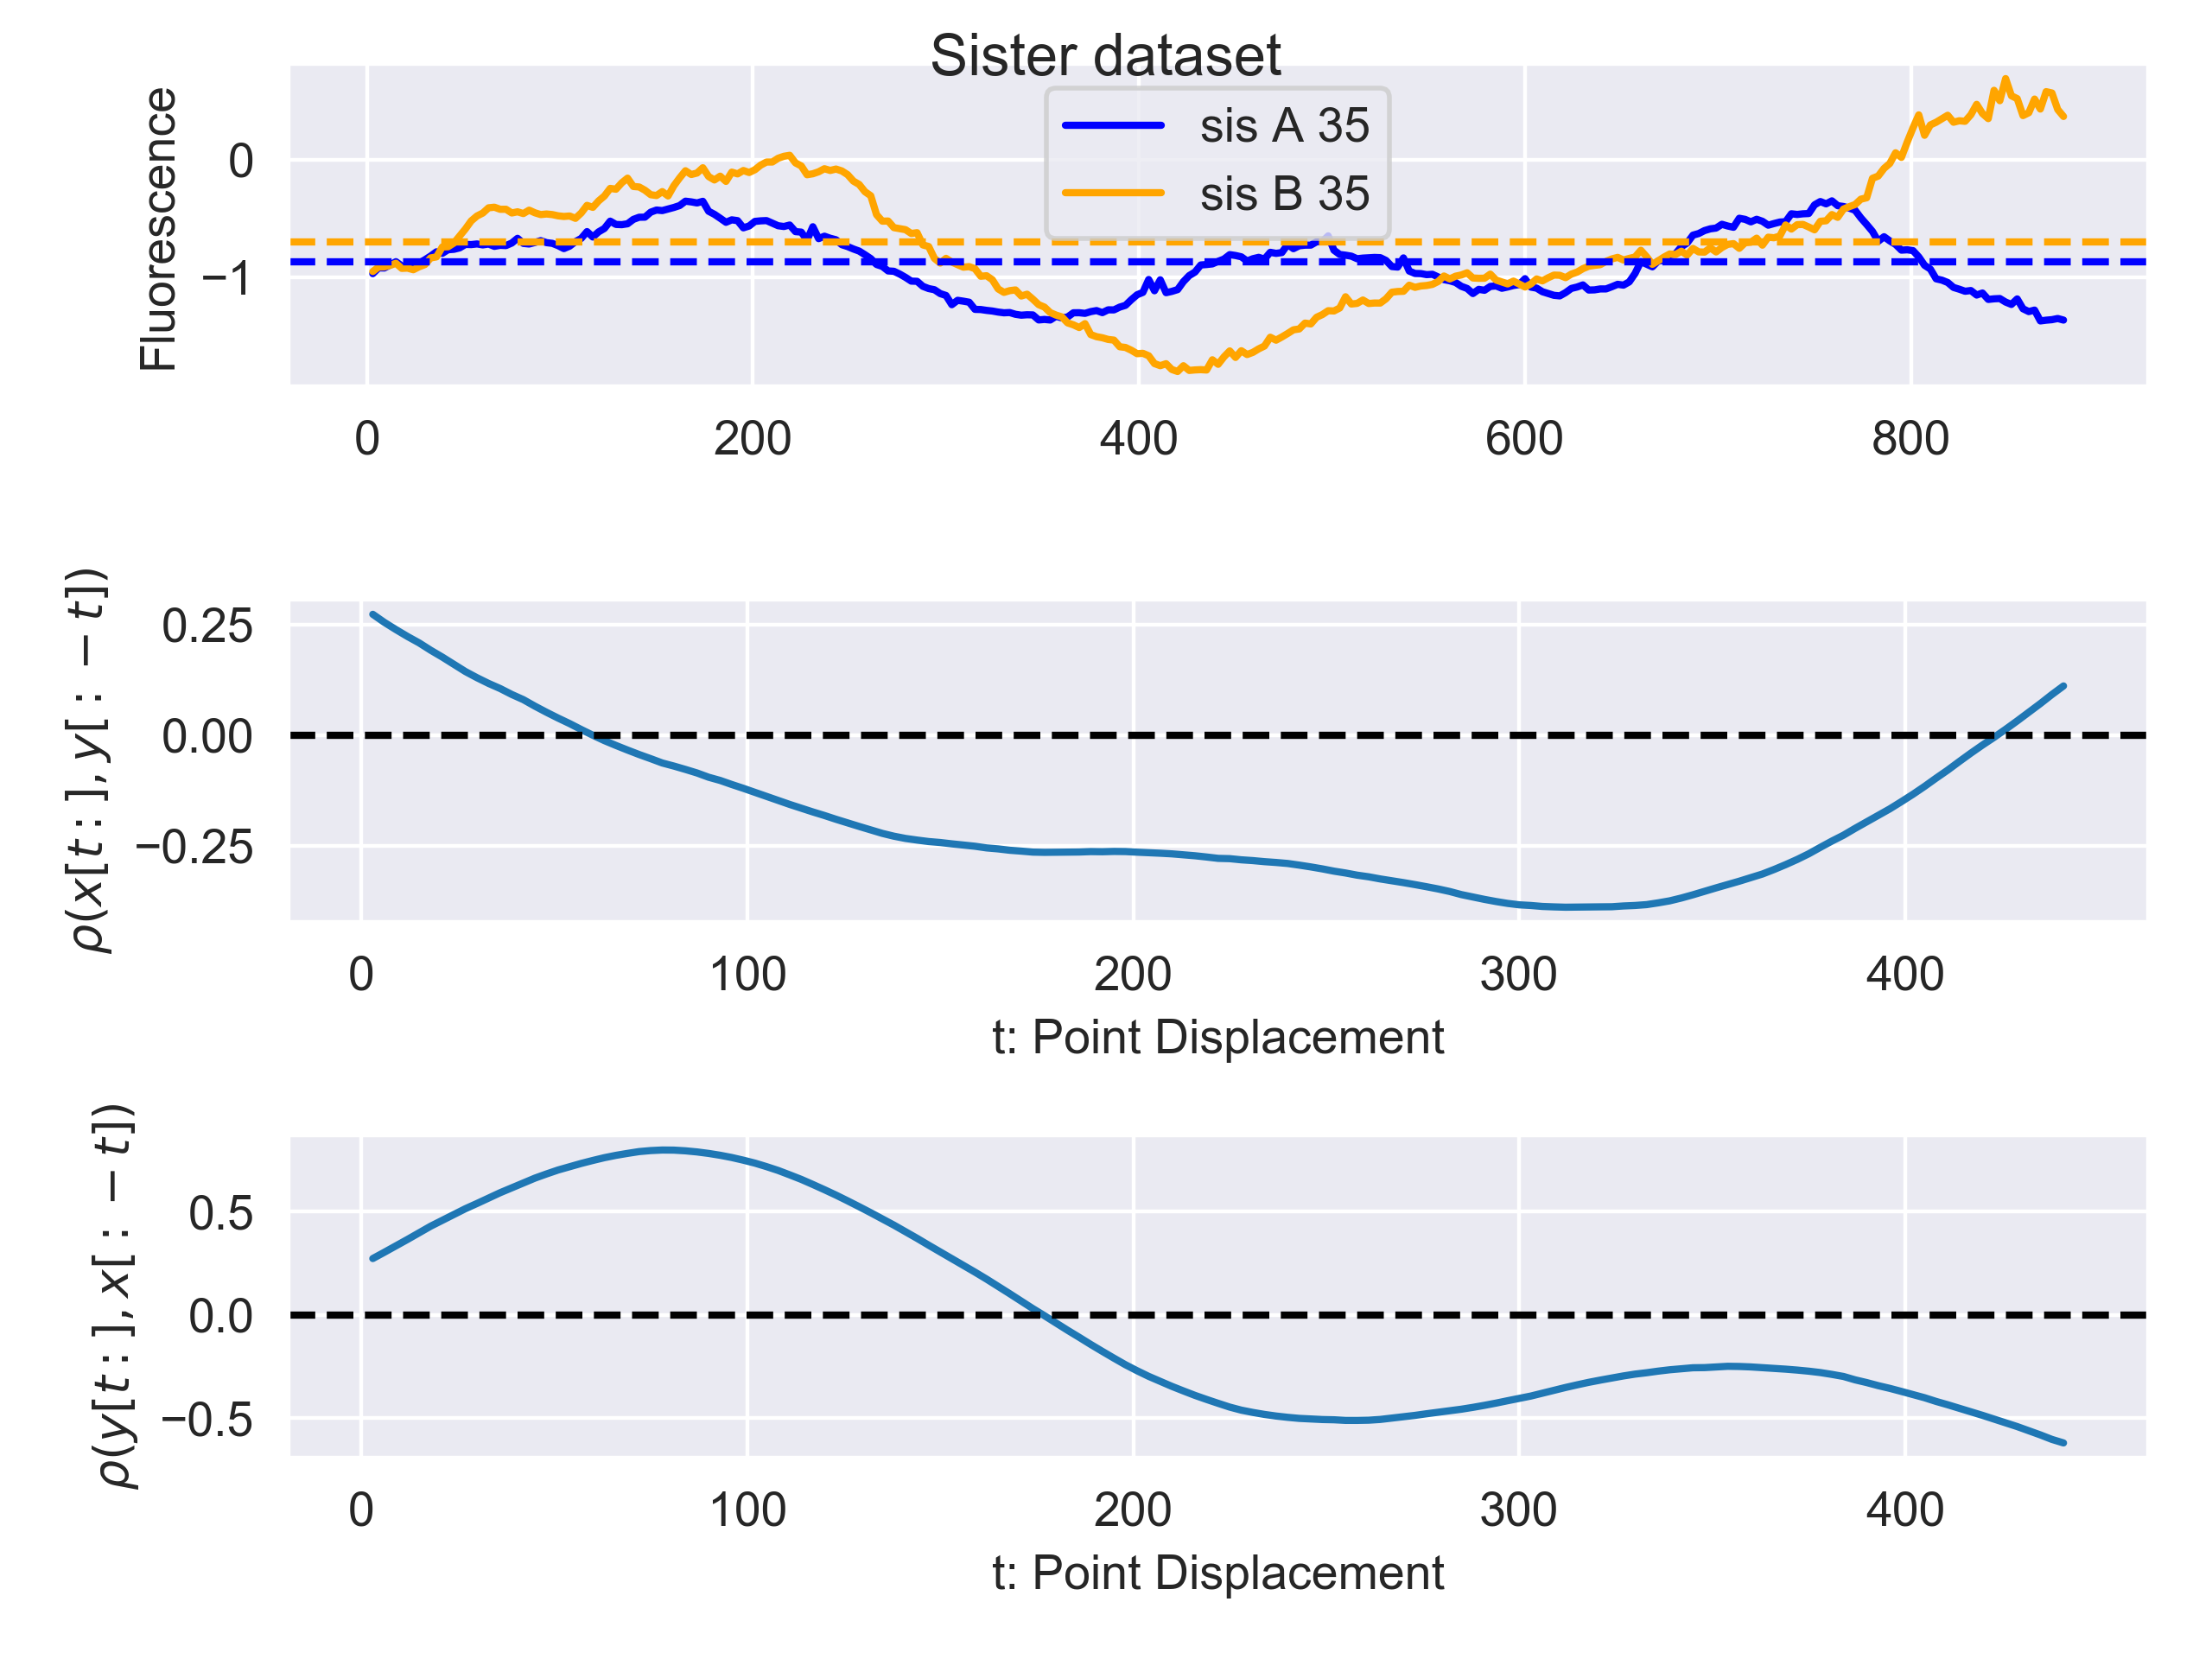 Sister dataset
sis A 35
sis B 35
Fluorescence
0
−1
0 200 400 600 800
ρ(x[t:], y[: − t])
0.25
0.00
−0.25
0 100 200 300 400
t: Point Displacement
ρ(y[t:], x[: − t])
0.5
0.0
−0.5
0 100 200 300 400
t: Point Displacement